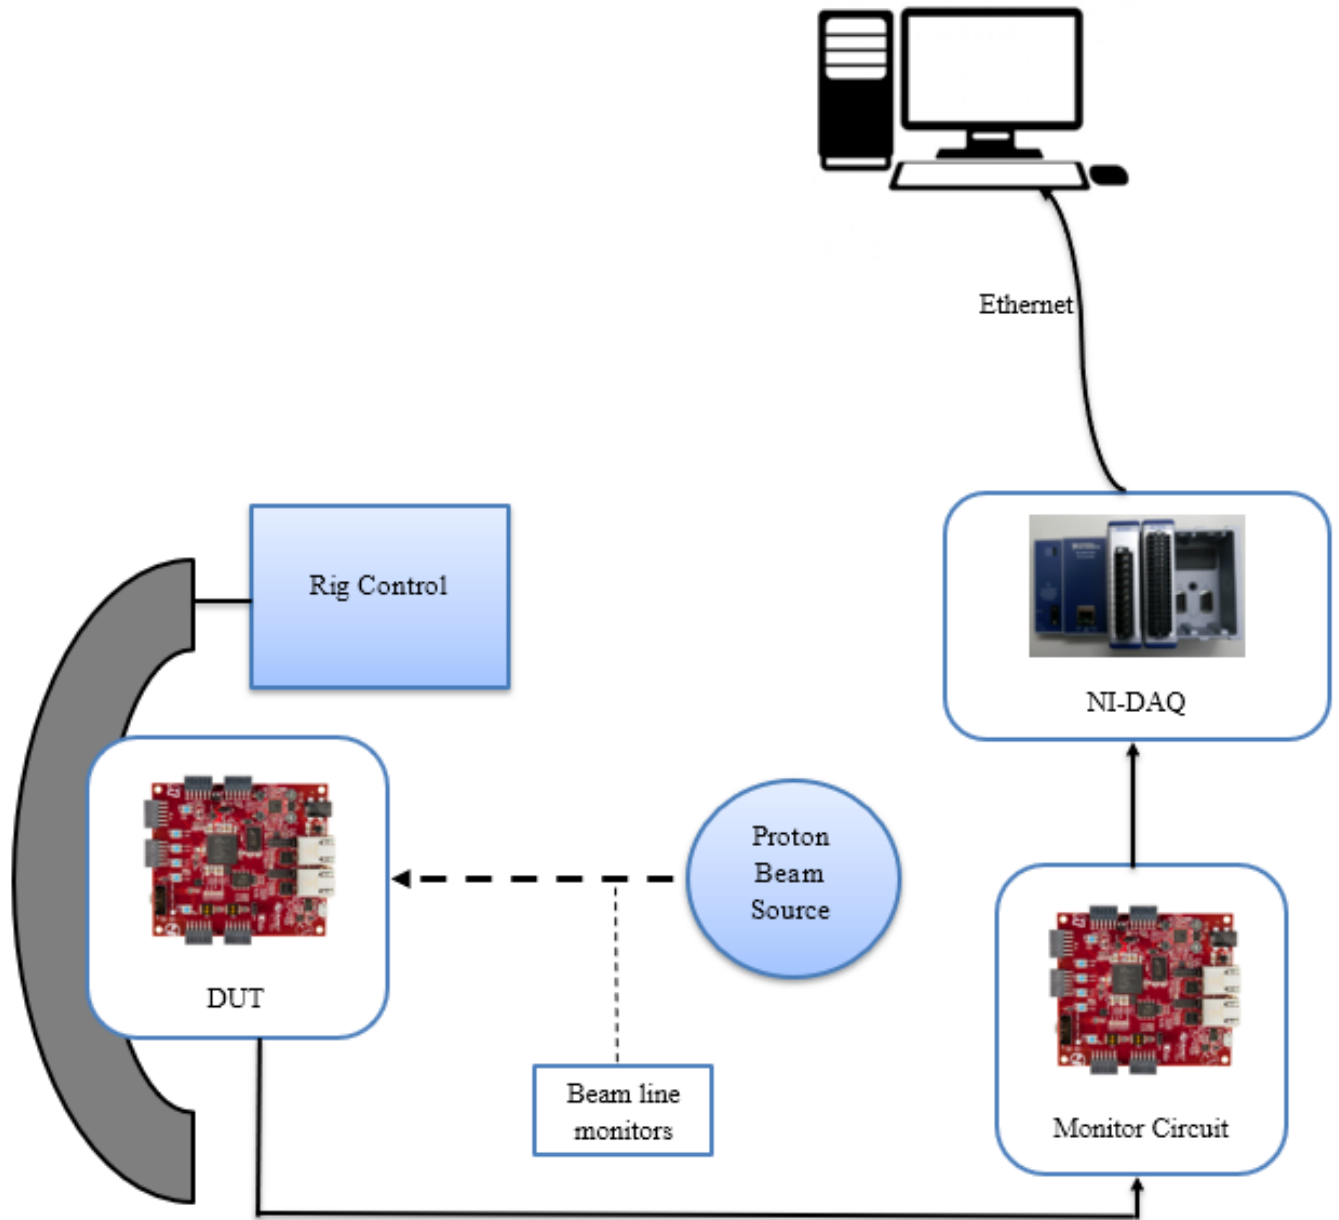 Ethernet
Rig Control
NI-DAQ
Proton
Beam
Source
DUT
Beam line
monitors
Monitor Circuit